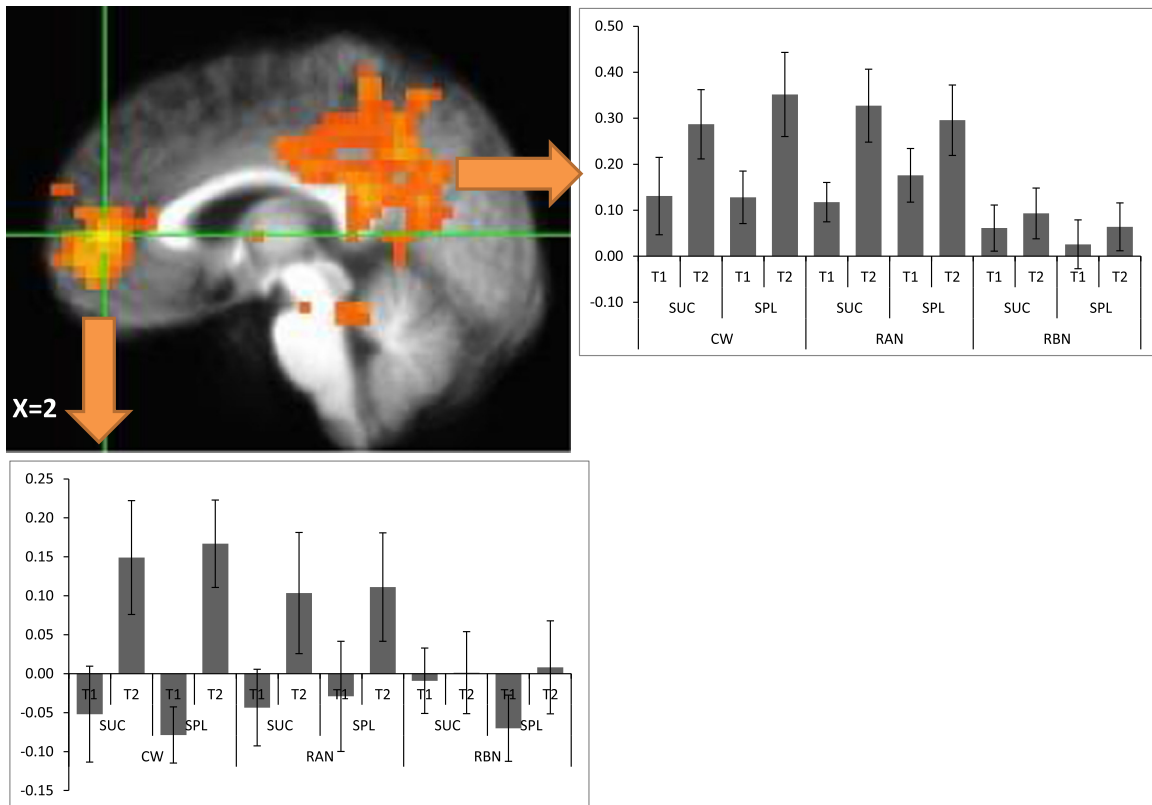 0.50
0.40
0.30
0.20
0.10
0.00
-0.10
T1 T2 T1 T2 T1 T2 T1 T2 T1 T2 T1 T2
SUC SPL SUC SPL SUC SPL
CW RAN RBN
X=2
0.25
0.20
0.15
0.10
0.05
0.00
-0.05
-0.10
-0.15
T1 T2 T1 T2 T1 T2 T1 T2 T1 T2 T1 T2
SUC SPL SUC SPL SUC SPL
CW RAN RBN